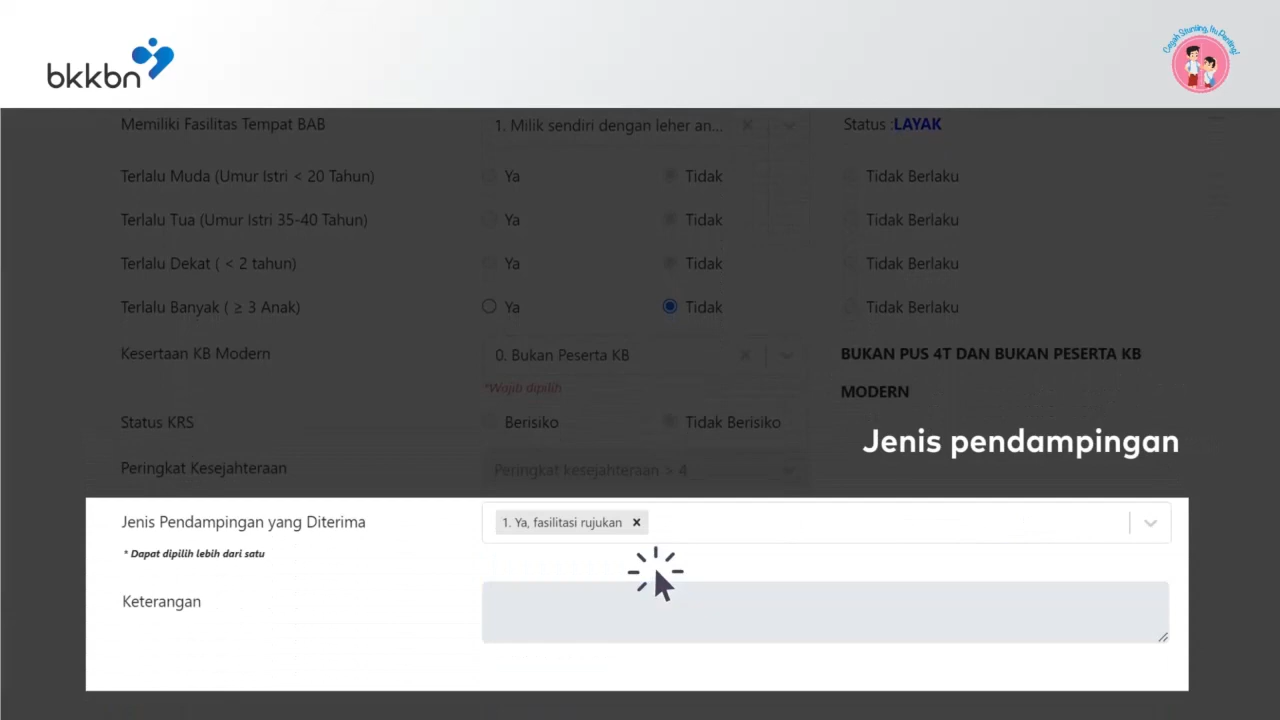 bkkbn
Cegah Stunting, Itu Penting!
Memiliki Fasilitas Tempat BAB 1. Milik sendiri dengan leher an... Status :LAYAK
Terlalu Muda (Umur Istri < 20 Tahun) Ya Tidak Tidak Berlaku
Terlalu Tua (Umur Istri 35-40 Tahun) Ya Tidak Tidak Berlaku
Terlalu Dekat ( < 2 tahun) Ya Tidak Tidak Berlaku
Terlalu Banyak ( ≥ 3 Anak) Ya Tidak Tidak Berlaku
Kesertaan KB Modern 0. Bukan Peserta KB BUKAN PUS 4T DAN BUKAN PESERTA KB
*Wajib dipilih MODERN
Status KRS Berisiko Tidak Berisiko
Jenis pendampingan
Peringkat Kesejahteraan Peringkat kesejahteraan > 4
Jenis Pendampingan yang Diterima 1. Ya, fasilitasi rujukan
* Dapat dipilih lebih dari satu
Keterangan